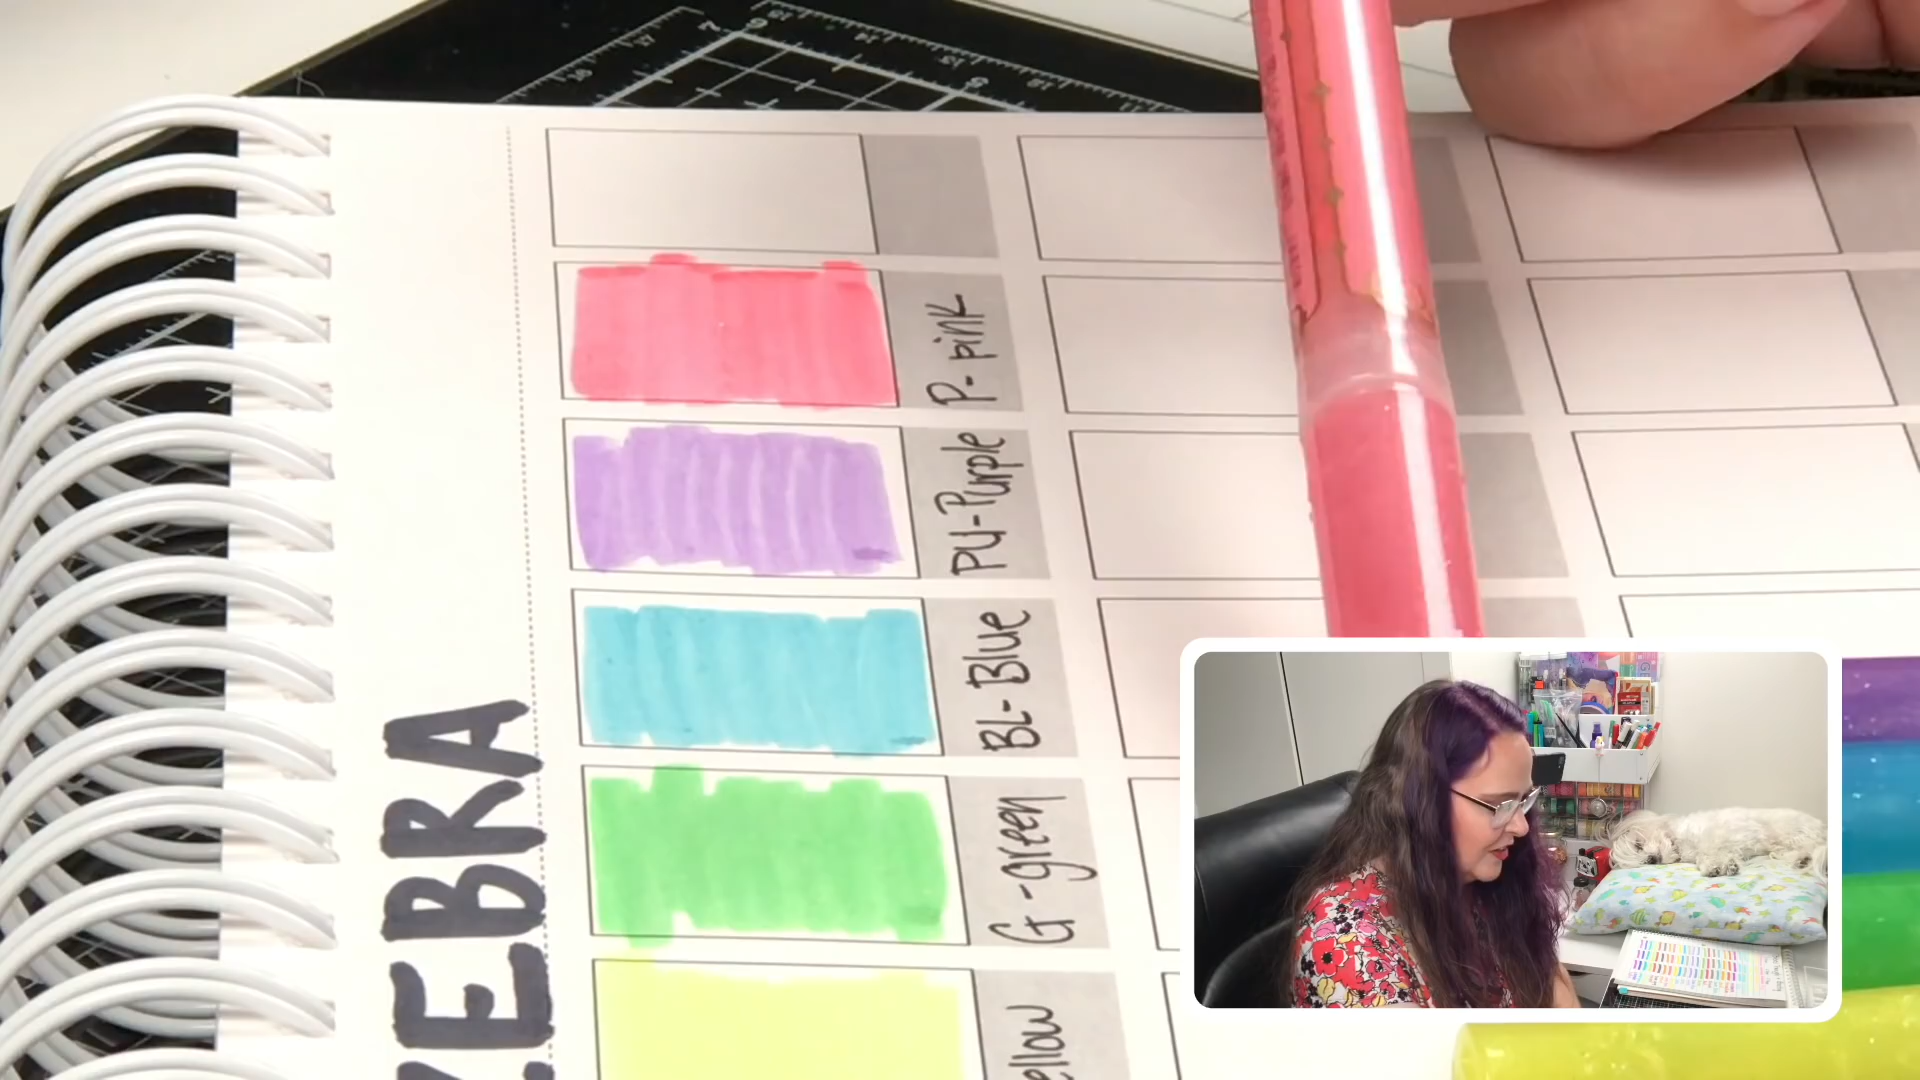 P-pink
PU-Purple
BL-Blue
G-green
ellow
ZEBRA